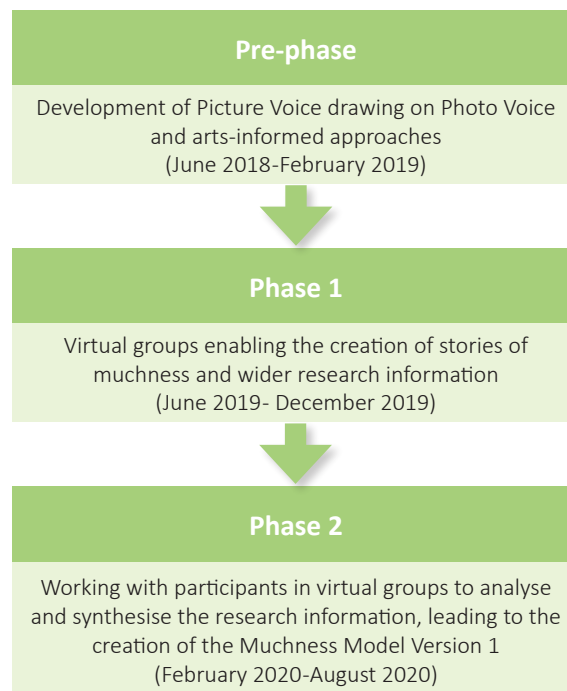 Pre-phase
Development of Picture Voice drawing on Photo Voice
and arts-informed approaches
(June 2018-February 2019)
Phase 1
Virtual groups enabling the creation of stories of
muchness and wider research information
(June 2019- December 2019)
Phase 2
Working with participants in virtual groups to analyse
and synthesise the research information, leading to the
creation of the Muchness Model Version 1
(February 2020-August 2020)